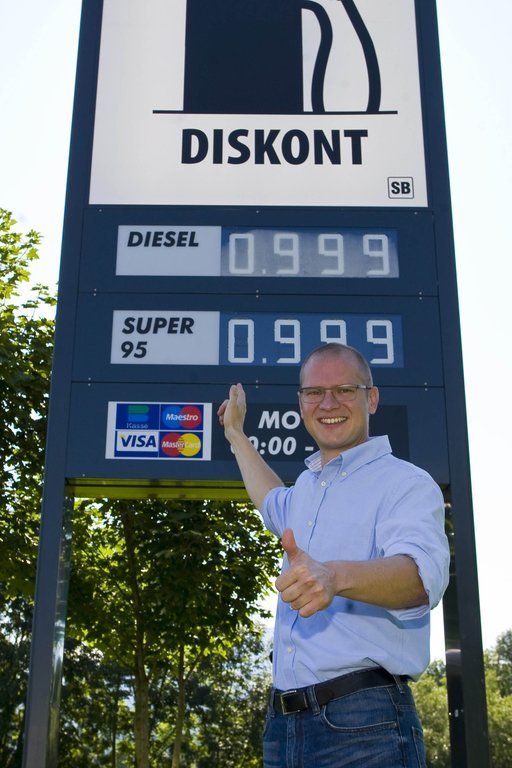 DISKONT
SB
DIESEL 0.999
SUPER 0.999
95
Kasse Maestro
VISA MasterCard
MO